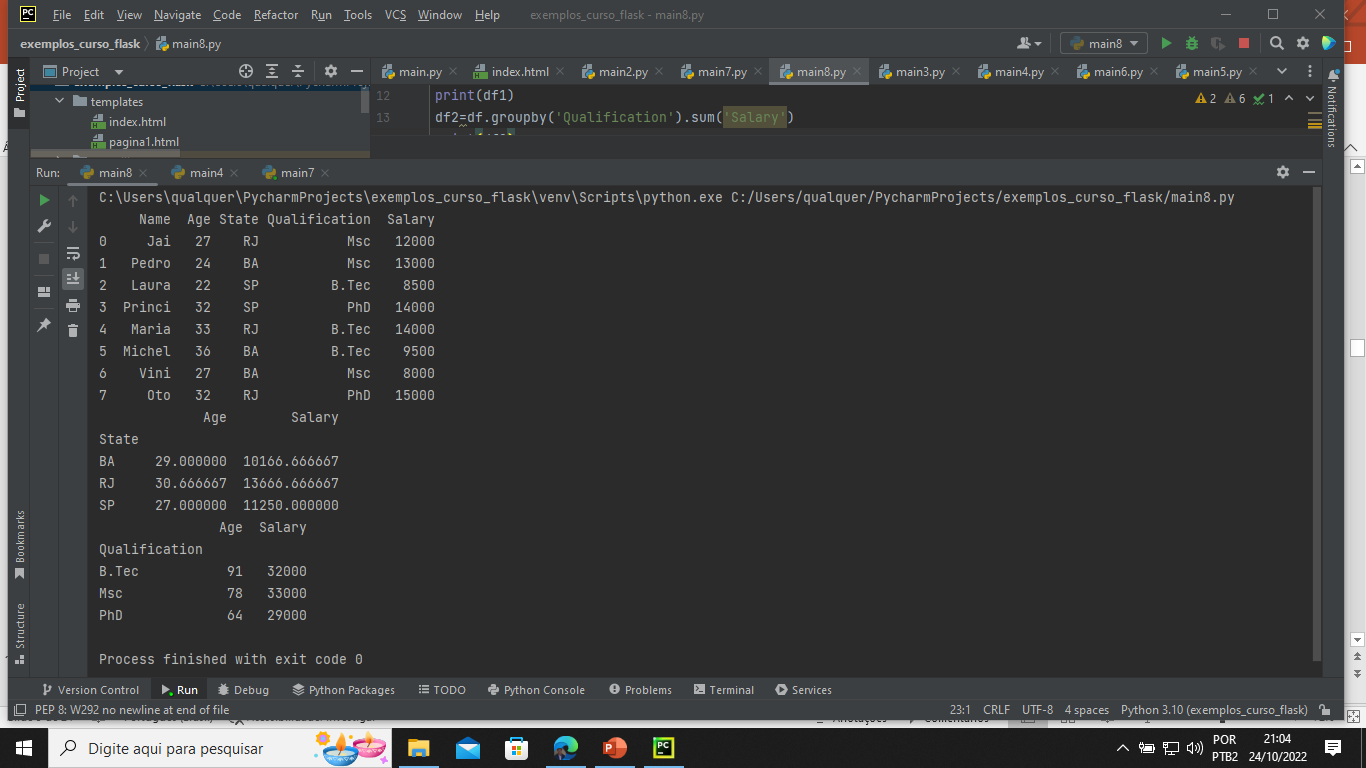 PC File Edit View Navigate Code Refactor Run Tools VCS Window Help exemplos_curso_flask - main8.py
exemplos_curso_flask main8.py main8
Project Project main.py index.html main2.py main7.py main8.py main3.py main4.py main6.py main5.py
templates
index.html
pagina1.html
12 print(df1) 2 6 1
13 df2=df.groupby('Qualification').sum('Salary')
Notifications
Run: main8 main4 main7
C:\Users\qualquer\PycharmProjects\exemplos_curso_flask\venv\Scripts\python.exe C:/Users/qualquer/PycharmProjects/exemplos_curso_flask/main8.py
Name Age State Qualification Salary
0 Jai 27 RJ Msc 12000
1 Pedro 24 BA Msc 13000
2 Laura 22 SP B.Tec 8500
3 Princi 32 SP PhD 14000
4 Maria 33 RJ B.Tec 14000
5 Michel 36 BA B.Tec 9500
6 Vini 27 BA Msc 8000
7 Oto 32 RJ PhD 15000
Age Salary
State
BA 29.000000 10166.666667
RJ 30.666667 13666.666667
SP 27.000000 11250.000000
Age Salary
Qualification
B.Tec 91 32000
Msc 78 33000
PhD 64 29000
Process finished with exit code 0
Bookmarks
Structure
Version Control Run Debug Python Packages TODO Python Console Problems Terminal Services
PEP 8: W292 no newline at end of file 23:1 CRLF UTF-8 4 spaces Python 3.10 (exemplos_curso_flask)
Digite aqui para pesquisar POR 21:04
PTB2 24/10/2022